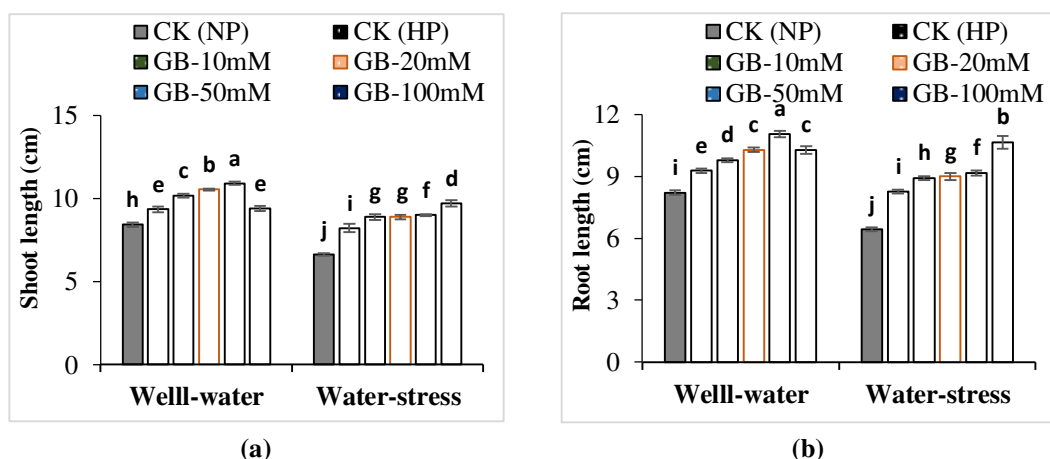 CK (NP) CK (HP)
GB-10mM GB-20mM
GB-50mM GB-100mM
15
10
5
0
Shoot length (cm)
h e c b a e j i g g f d
Welll-water Water-stress
(a)
CK (NP) CK (HP)
GB-10mM GB-20mM
GB-50mM GB-100mM
12
9
6
3
0
Root length (cm)
i e d c a c j i h g f b
Well-water Water-stress
(b)